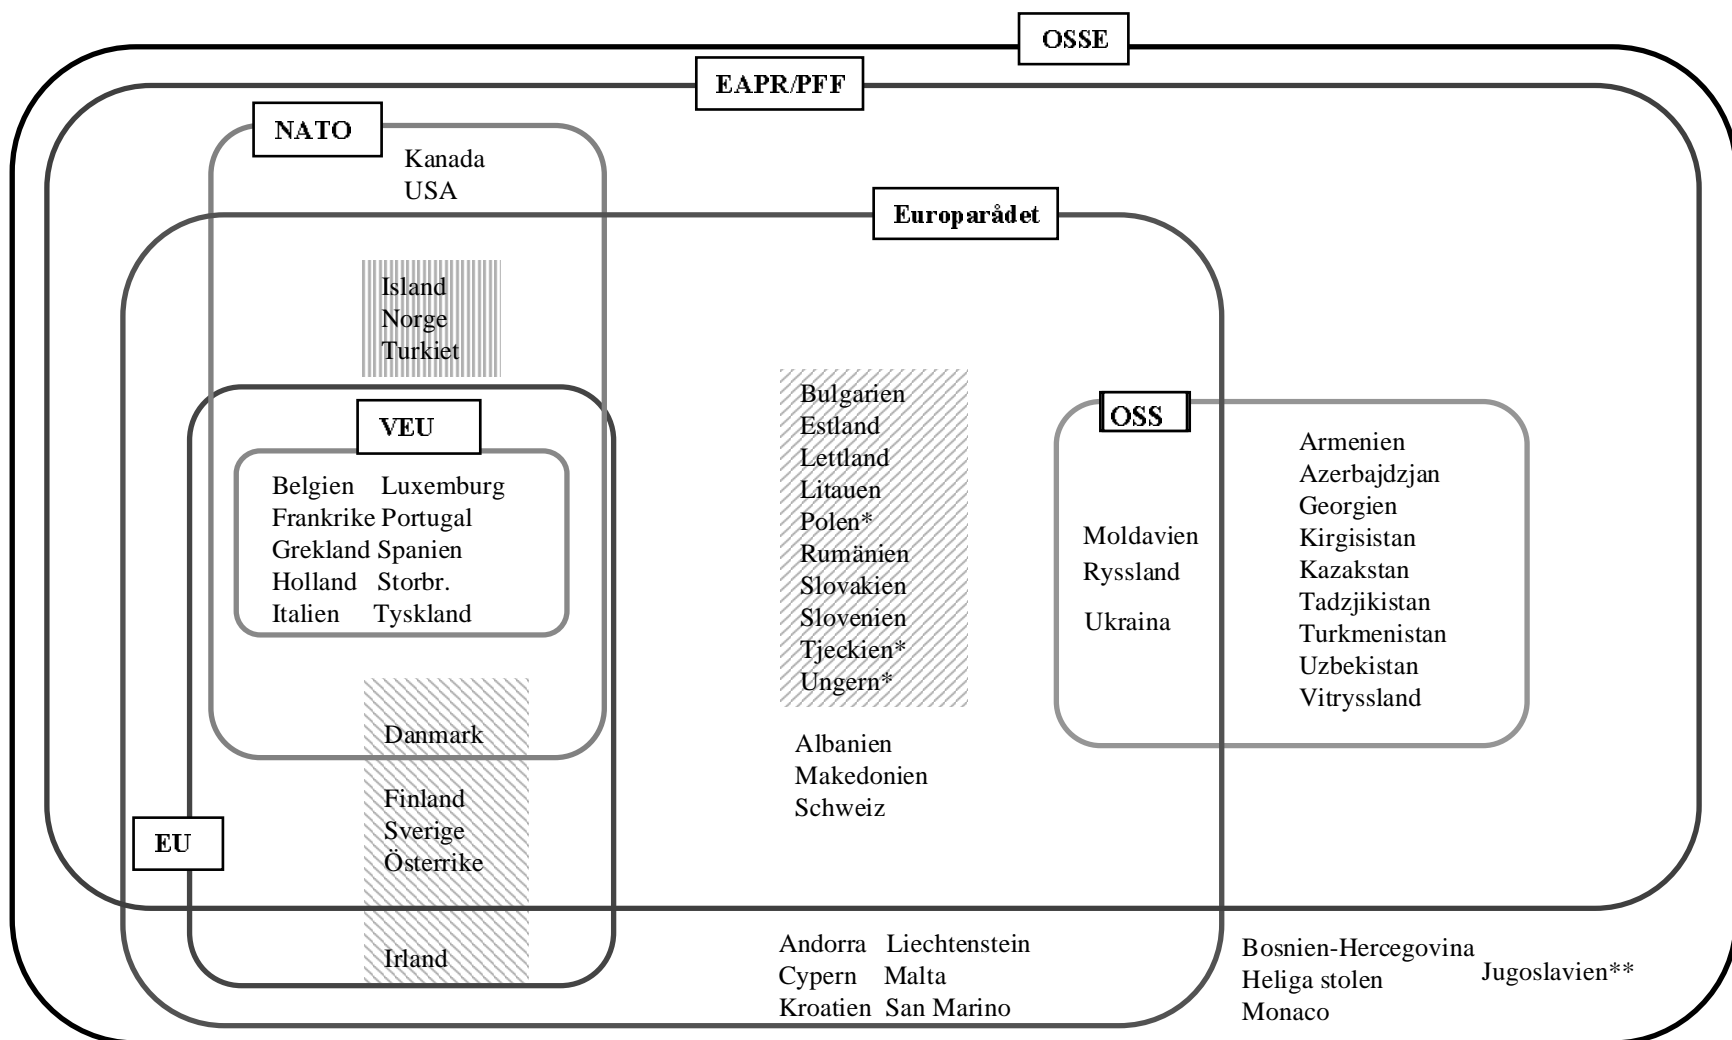 OSSE
EAPR/PFF
NATO
Kanada
USA
Europarådet
Island
Norge
Turkiet
VEU
Belgien Luxemburg
Frankrike Portugal
Grekland Spanien
Holland Storbr.
Italien Tyskland
Danmark
Finland
Sverige
Österrike
EU
Irland
Bulgarien
Estland
Lettland
Litauen
Polen*
Rumänien
Slovakien
Slovenien
Tjeckien*
Ungern*
Albanien
Makedonien
Schweiz
OSS
Moldavien
Ryssland
Ukraina
Armenien
Azerbajdzjan
Georgien
Kirgisistan
Kazakstan
Tadzjikistan
Turkmenistan
Uzbekistan
Vitryssland
Andorra Liechtenstein
Cypern Malta
Kroatien San Marino
Bosnien-Hercegovina
Heliga stolen
Monaco
Jugoslavien**